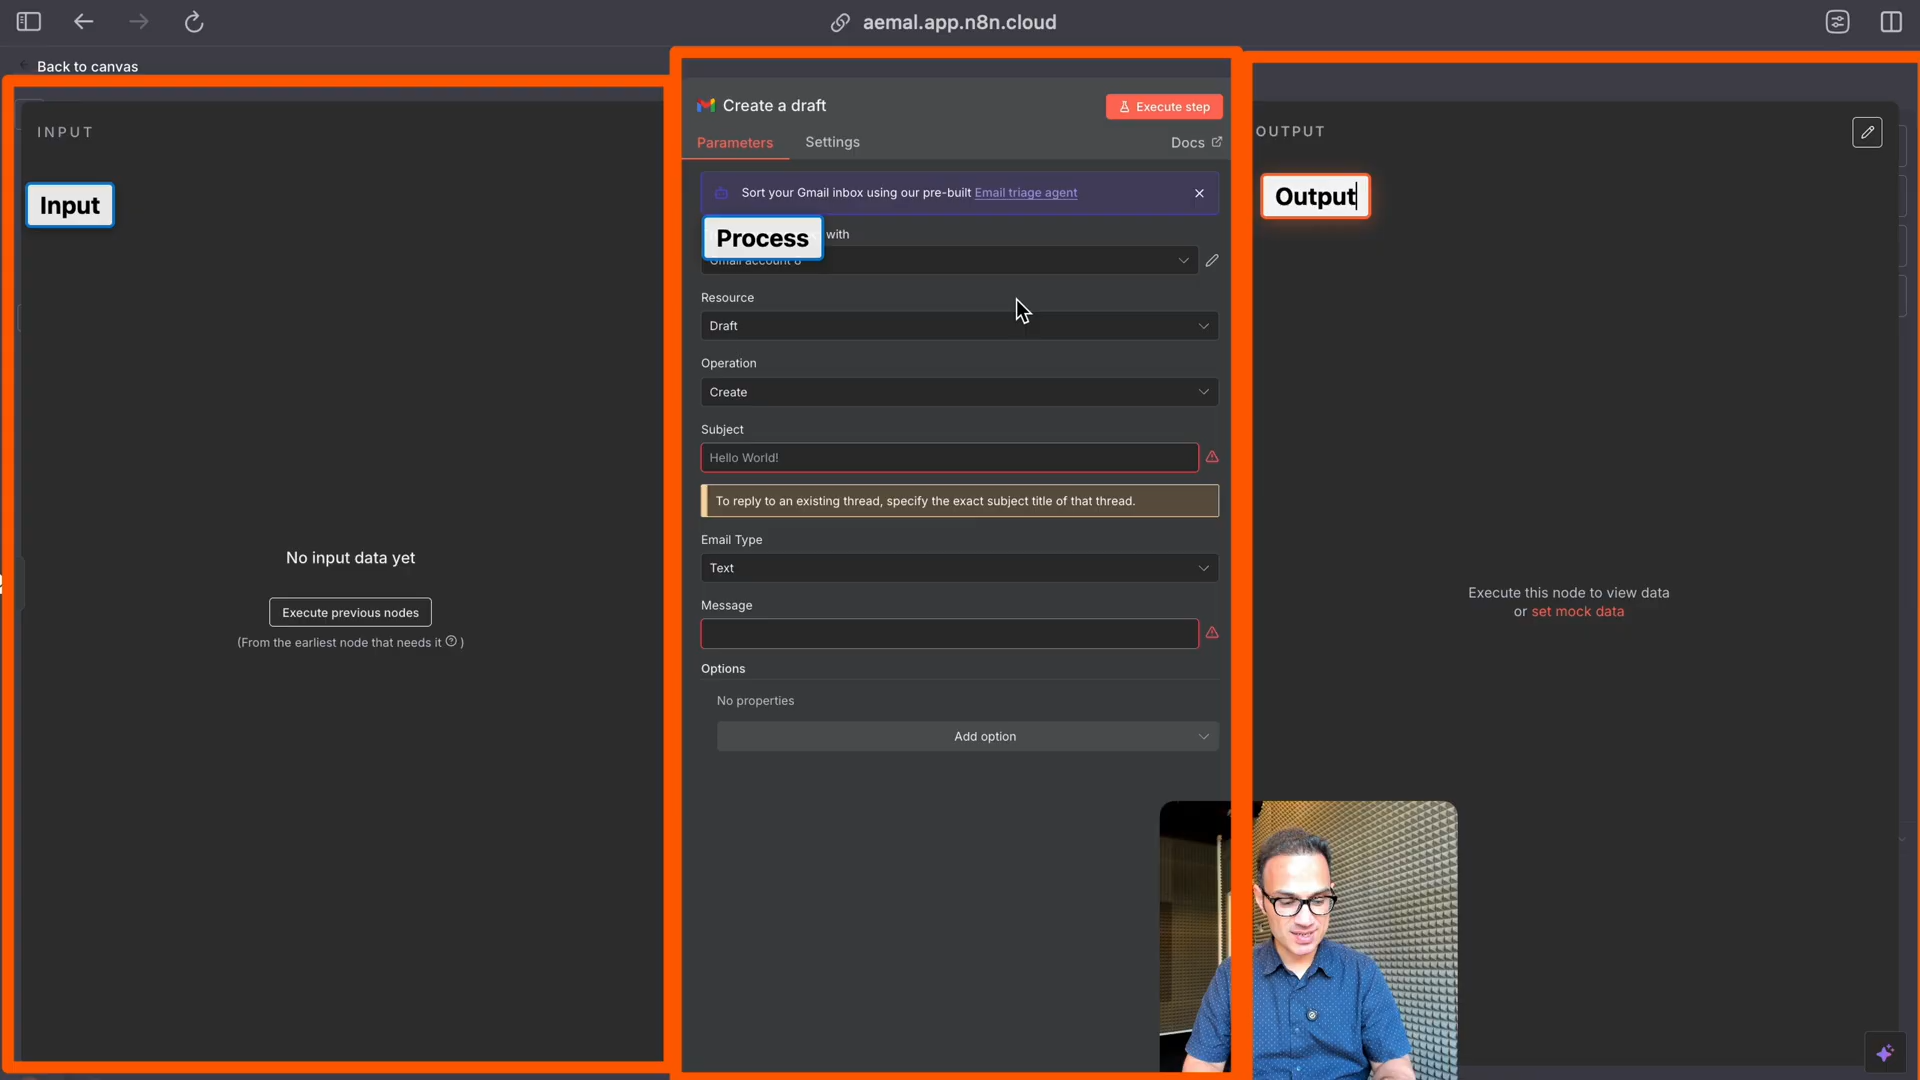 aemal.app.n8n.cloud
Back to canvas
INPUT
Input
No input data yet
Execute previous nodes
(From the earliest node that needs it ? )
Create a draft
Execute step
Parameters
Settings
Docs
Sort your Gmail inbox using our pre-built Email triage agent
Process
with
Gmail account 8
Resource
Draft
Operation
Create
Subject
Hello World!
To reply to an existing thread, specify the exact subject title of that thread.
Email Type
Text
Message
Options
No properties
Add option
OUTPUT
Output
Execute this node to view data
or set mock data